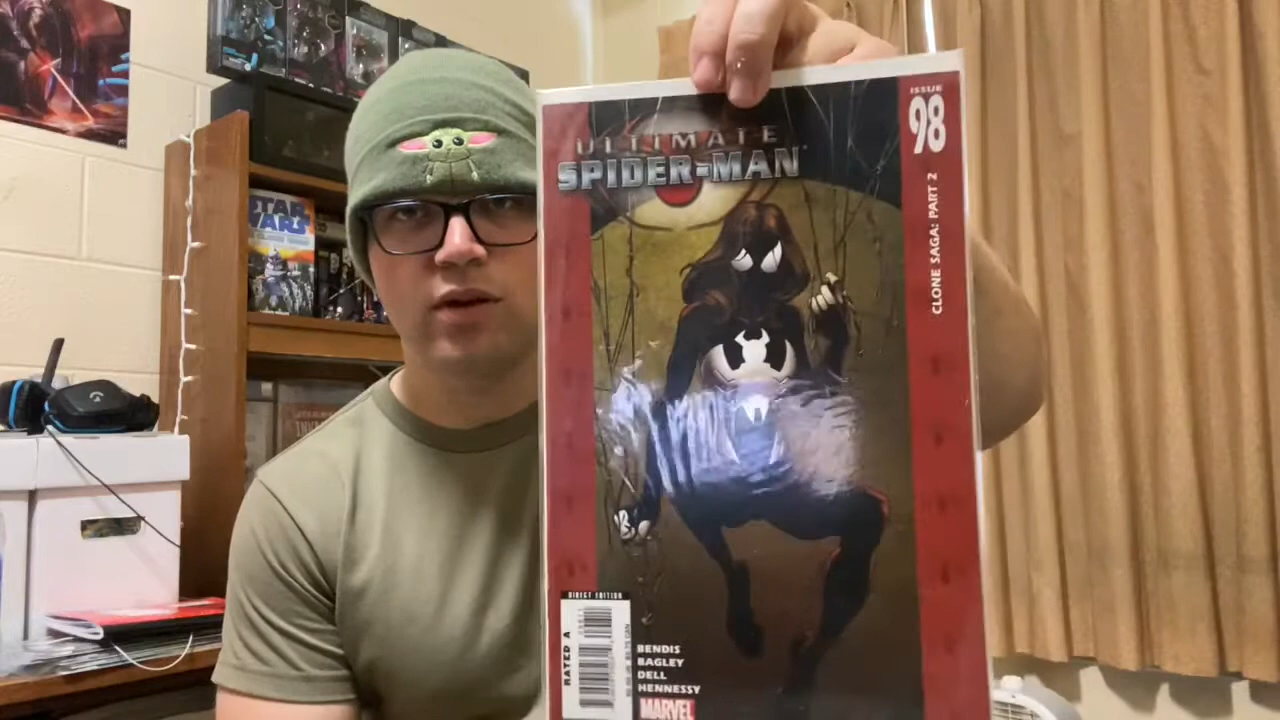 ISSUE
98
ULTIMATE
SPIDER-MAN
CLONE SAGA: PART 2
STAR
WARS
DIRECT EDITION
RATED A
BENDIS
BAGLEY
DELL
HENNESSY
MARVEL